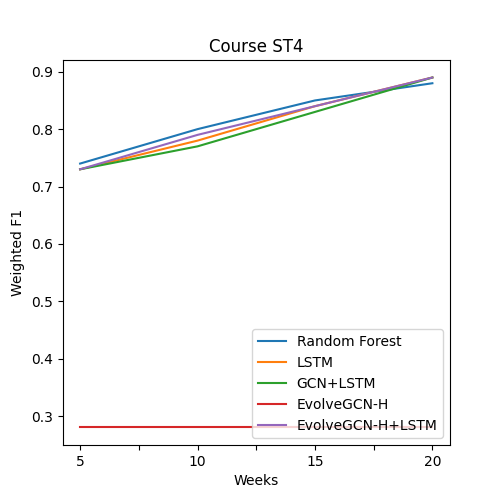 Course ST4
0.9
0.8
0.7
0.6
0.5
0.4
0.3
Weighted F1
Random Forest
LSTM
GCN+LSTM
EvolveGCN-H
EvolveGCN-H+LSTM
5 10 15 20
Weeks